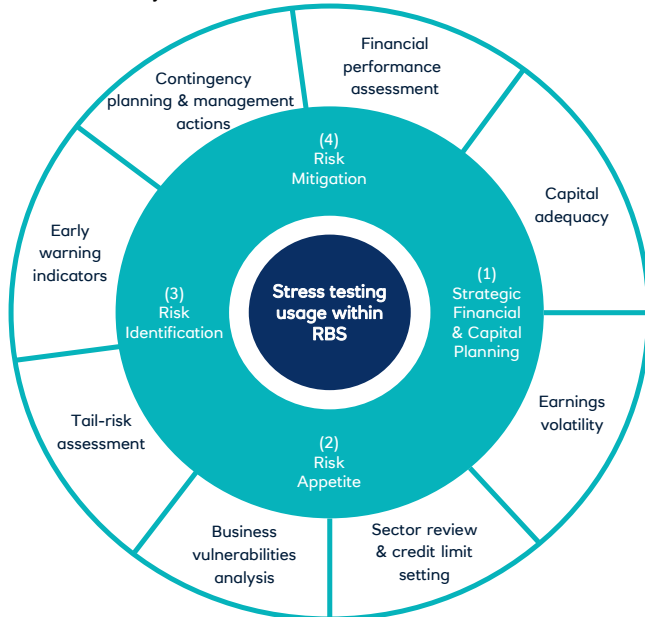 Financial
performance
assessment
Contingency
planning & management
actions
(4)
Risk
Mitigation
Capital
adequacy
Early
warning
indicators
(3)
Risk
Identification
Stress testing
usage within
RBS
(1)
Strategic
Financial
& Capital
Planning
Earnings
volatility
Tail-risk
assessment
(2)
Risk
Appetite
Business
vulnerabilities
analysis
Sector review
& credit limit
setting